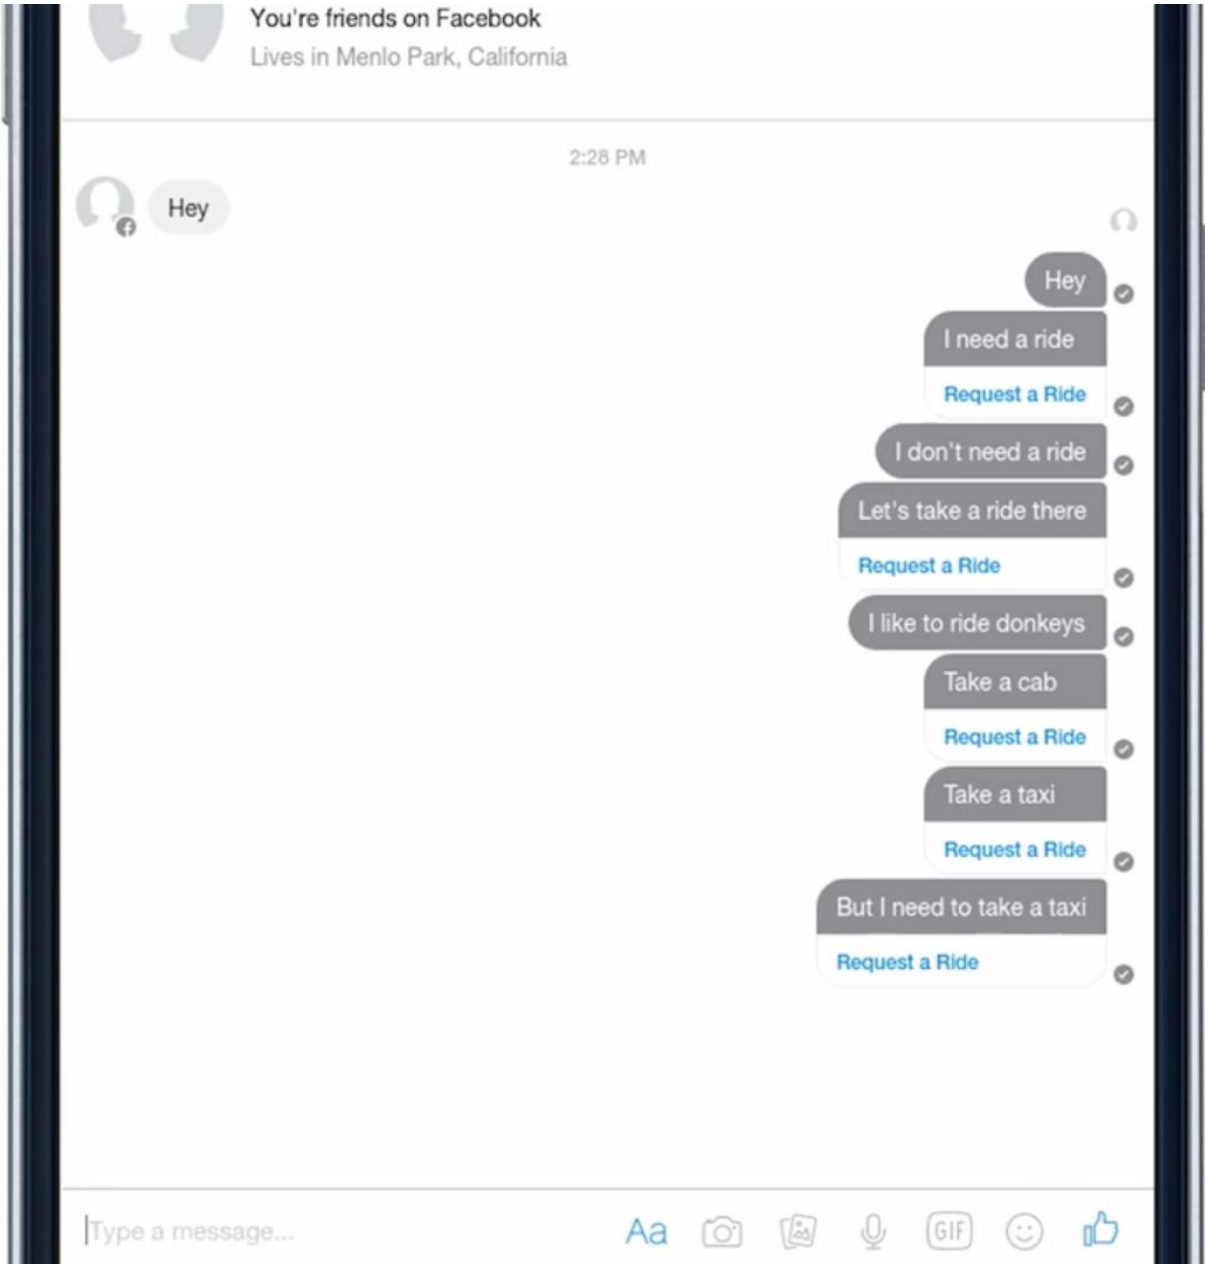 You're friends on Facebook
Lives in Menlo Park, California
2:28 PM
Hey
Hey
I need a ride
Request a Ride
I don't need a ride
Let's take a ride there
Request a Ride
I like to ride donkeys
Take a cab
Request a Ride
Take a taxi
Request a Ride
But I need to take a taxi
Request a Ride
Type a message...
Aa
GIF